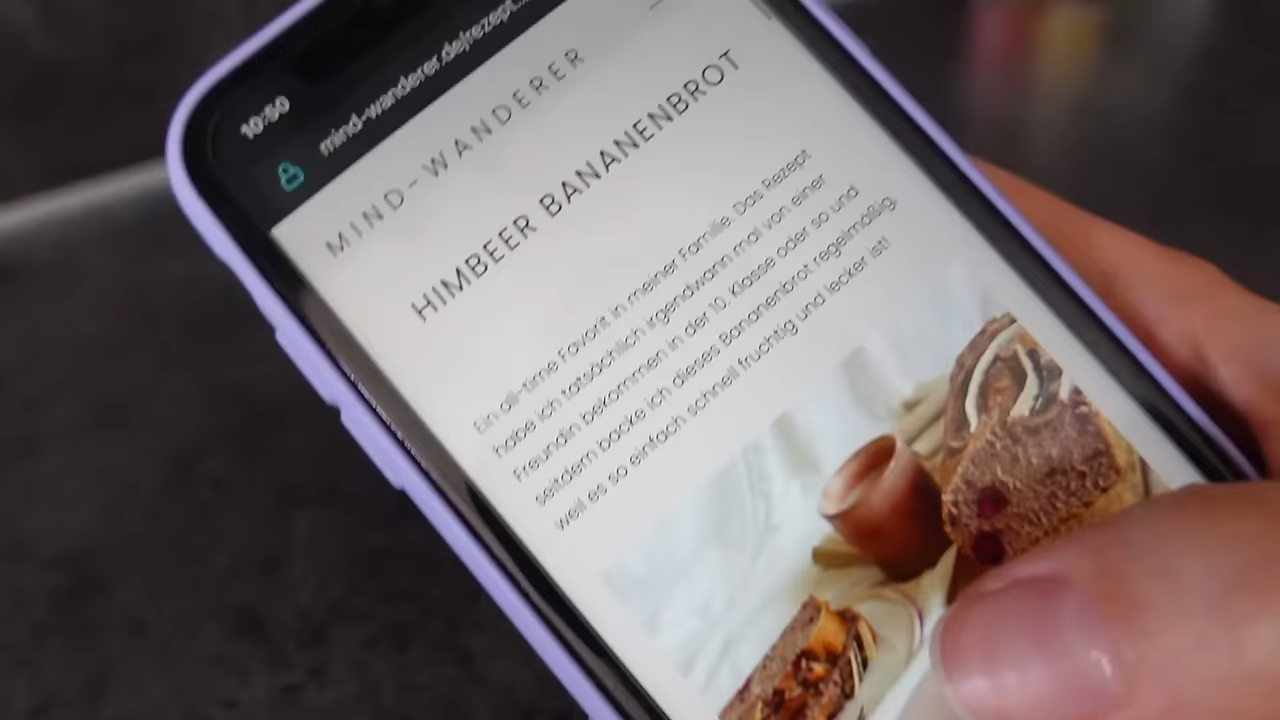 10:50
mind-wanderer.de/rezept...
MIND-WANDERER
HIMBEER BANANENBROT
Ein all-time Favorit in meiner Familie. Das Rezept
habe ich tatsächlich irgendwann mal von einer
Freundin bekommen in der 10. Klasse oder so und
seitdem backe ich dieses Bananenbrot regelmäßig,
weil es so einfach schnell fruchtig und lecker ist!